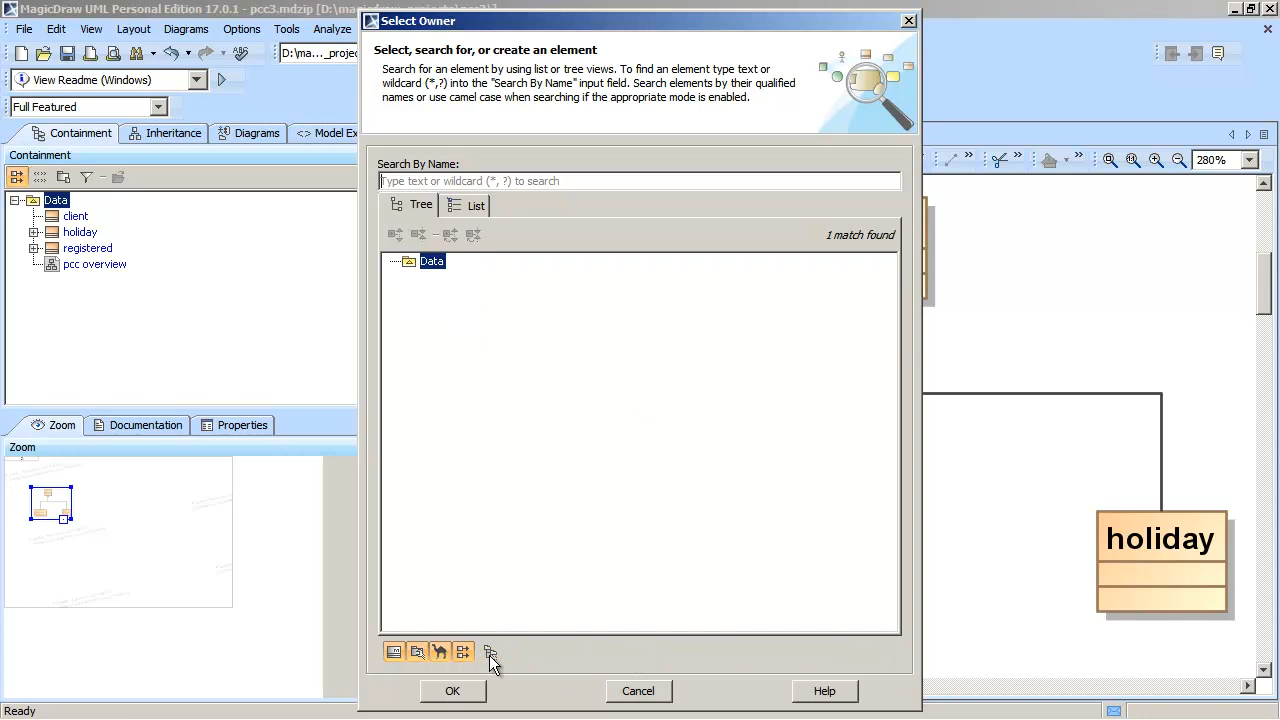 MagicDraw UML Personal Edition 17.0.1 - pcc3.mdzip [D:\magicdraw_projects\pcc3\]
File Edit View Layout Diagrams Options Tools Analyze
D:\ma..._proje
View Readme (Windows)
Full Featured
Containment Inheritance Diagrams <> Model Ex
Containment
Data
client
holiday
registered
pcc overview
Zoom Documentation Properties
Zoom
Ready
Select Owner
Select, search for, or create an element
Search for an element by using list or tree views. To find an element type text or
wildcard (*,?) into the "Search By Name" input field. Search elements by their qualified
names or use camel case when searching if the appropriate mode is enabled.
Search By Name:
Type text or wildcard (*, ?) to search
Tree List
1 match found
Data
OK Cancel Help
280%
holiday